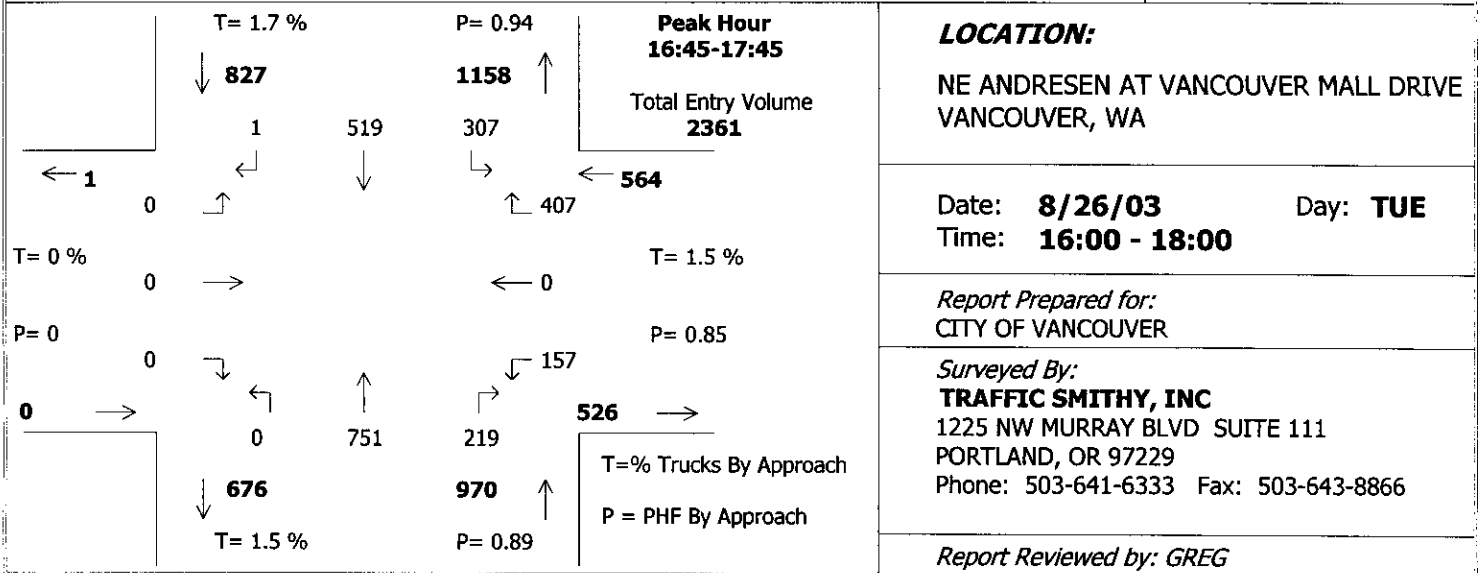 T= 1.7 %
P= 0.94
Peak Hour
16:45-17:45
827
1158
Total Entry Volume
2361
1
519
307
1
564
0
407
T= 0 %
T= 1.5 %
0
0
P= 0
P= 0.85
0
157
0
526
0
751
219
T=% Trucks By Approach
676
970
P = PHF By Approach
T= 1.5 %
P= 0.89
LOCATION:
NE ANDRESEN AT VANCOUVER MALL DRIVE
VANCOUVER, WA
Date: 8/26/03 Day: TUE
Time: 16:00 - 18:00
Report Prepared for:
CITY OF VANCOUVER
Surveyed By:
TRAFFIC SMITHY, INC
1225 NW MURRAY BLVD SUITE 111
PORTLAND, OR 97229
Phone: 503-641-6333 Fax: 503-643-8866
Report Reviewed by: GREG